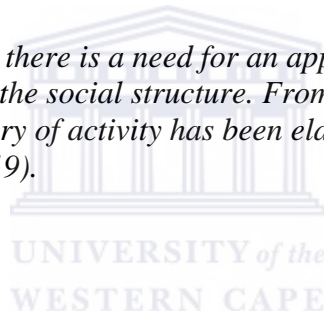 there is a need for an app
the social structure. From
ry of activity has been ela
9).
UNIVERSITY of the
WESTERN CAPE